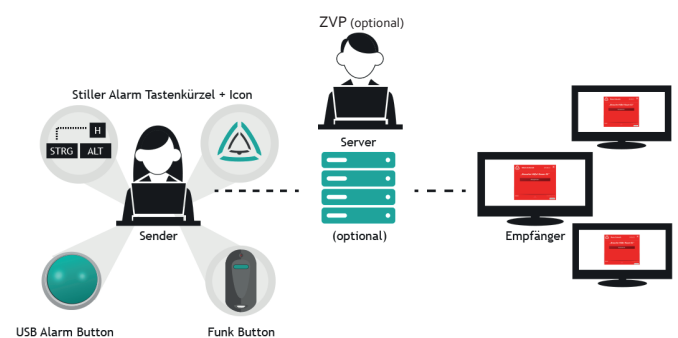 ZVP (optional)
Stiller Alarm Tastenkürzel + Icon
H
STRG ALT
Server
Sender
(optional)
Empfänger
USB Alarm Button
Funk Button